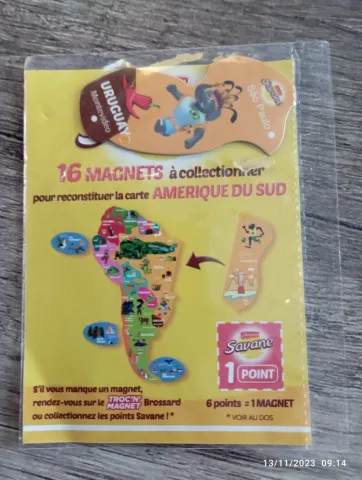 URUGUAY
Montevideo
São Paulo
Savane
16 MAGNETS à collectionner
pour reconstituer la carte AMERIQUE DU SUD
Savane
1 POINT
S'il vous manque un magnet,
rendez-vous sur le TROC'N' MAGNET Brossard
ou collectionnez les points Savane !*
6 points = 1 MAGNET
* VOIR AU DOS
13/11/2023 09:14